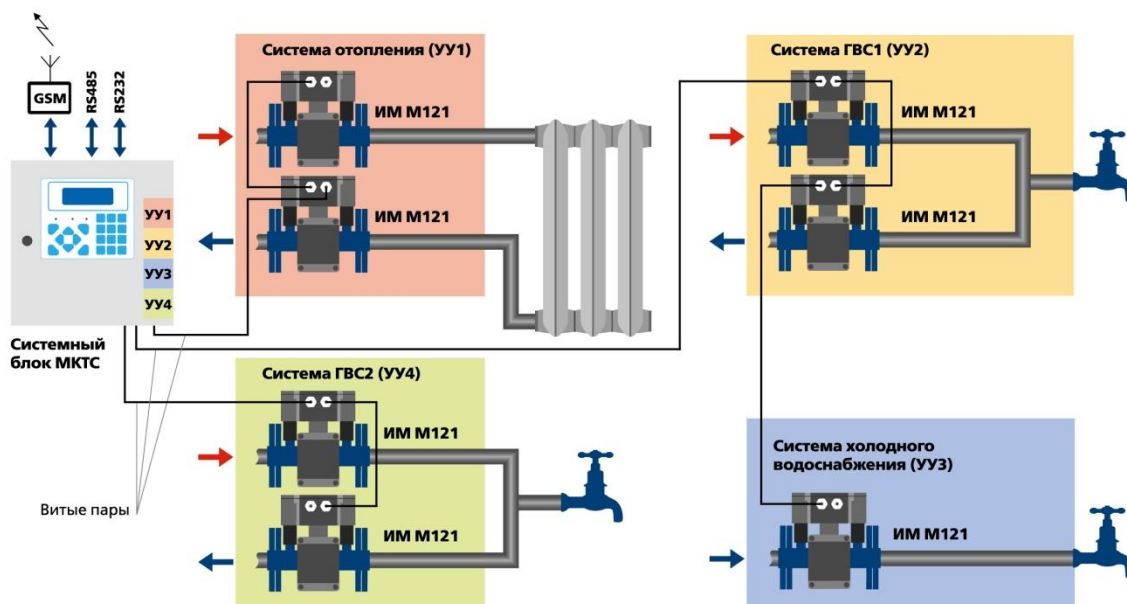 GSM
RS485
RS232
УУ1
УУ2
УУ3
УУ4
Системный
блок МКТС
Система отопления (УУ1)
ИМ М121
ИМ М121
Система ГВС1 (УУ2)
ИМ М121
ИМ М121
Система ГВС2 (УУ4)
ИМ М121
ИМ М121
Витые пары
Система холодного
водоснабжения (УУ3)
ИМ М121